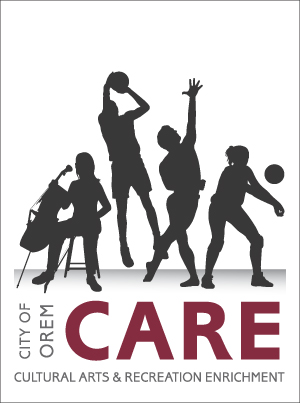 CITY OF
OREM
CARE
CULTURAL ARTS & RECREATION ENRICHMENT